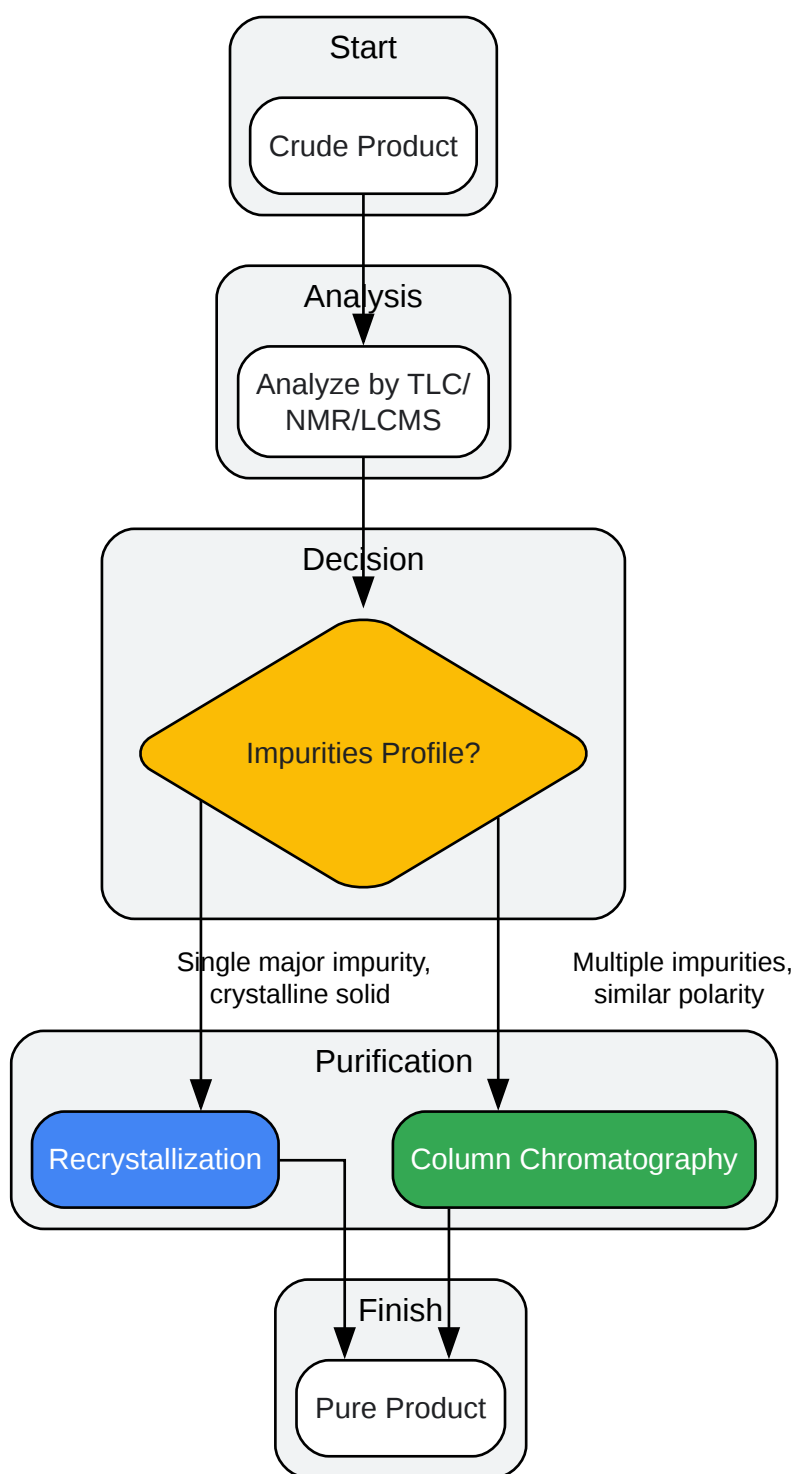 Start
Crude Product
Analysis
Analyze by TLC/
NMR/LCMS
Decision
Impurities Profile?
Single major impurity,
crystalline solid
Multiple impurities,
similar polarity
Purification
Recrystallization
Column Chromatography
Finish
Pure Product